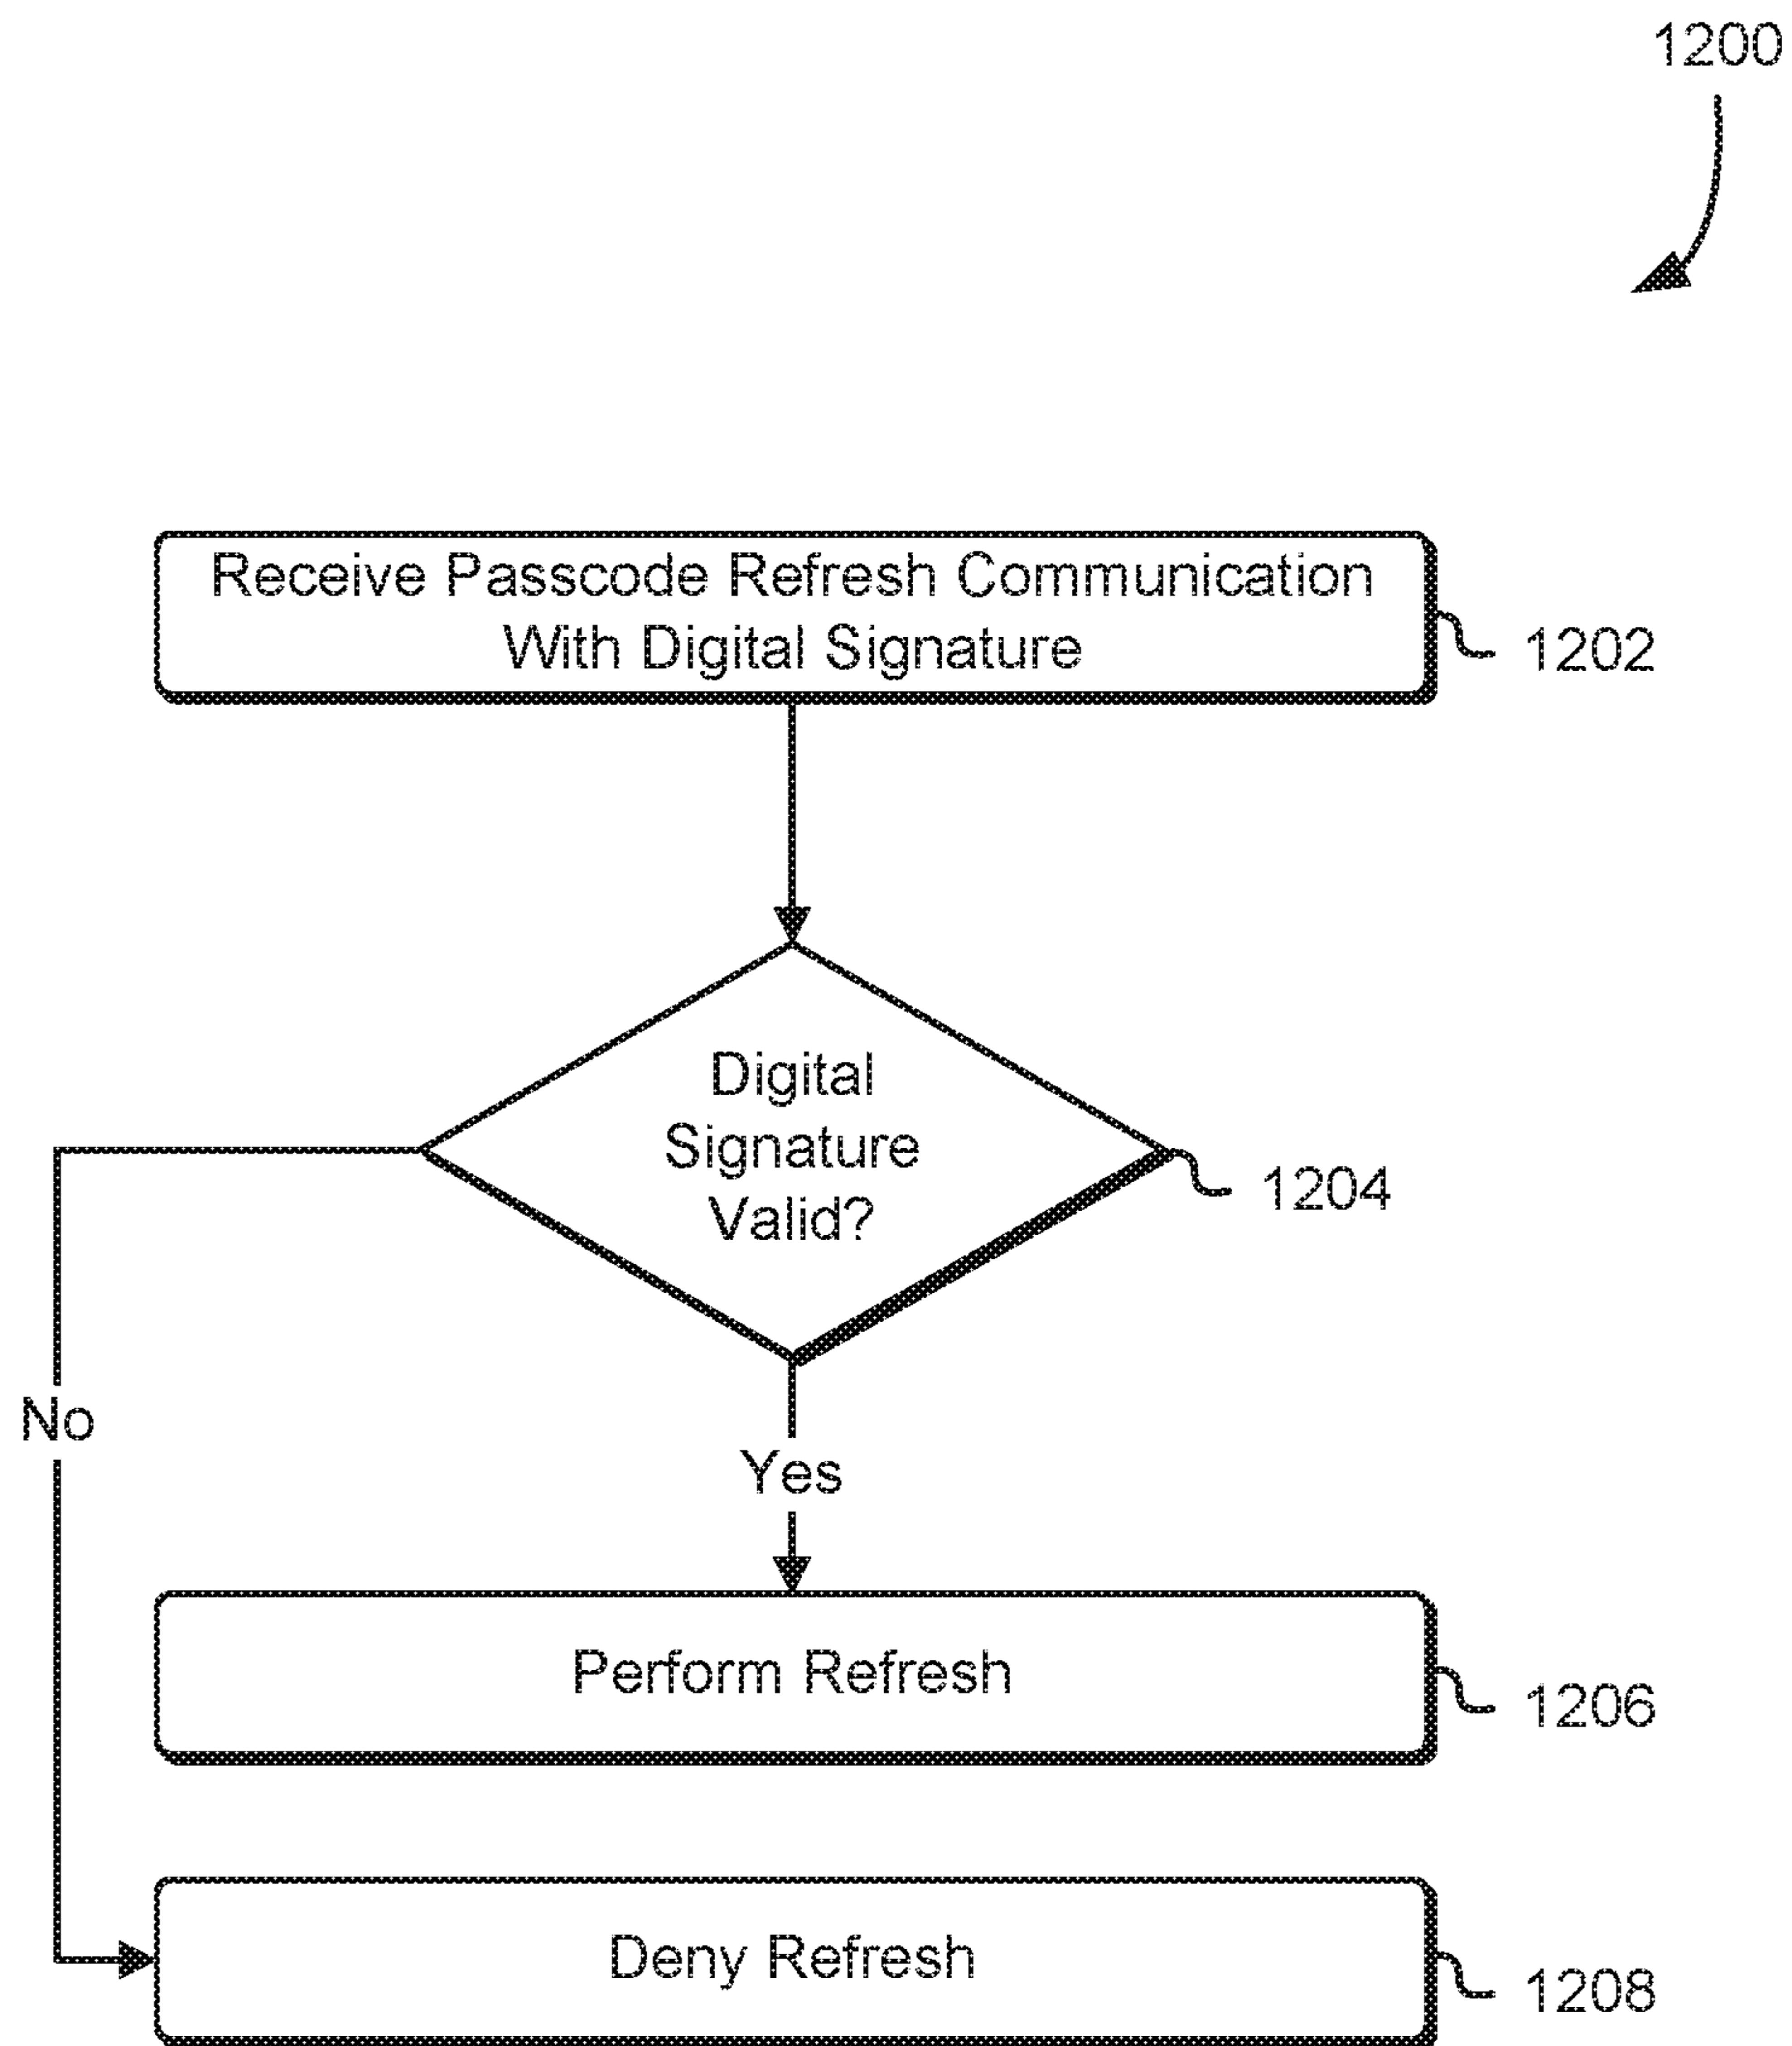 1200
Receive Passcode Refresh Communication
With Digital Signature
1202
Digital
Signature
Valid?
1204
No
Yes
Perform Refresh
1206
Deny Refresh
1208